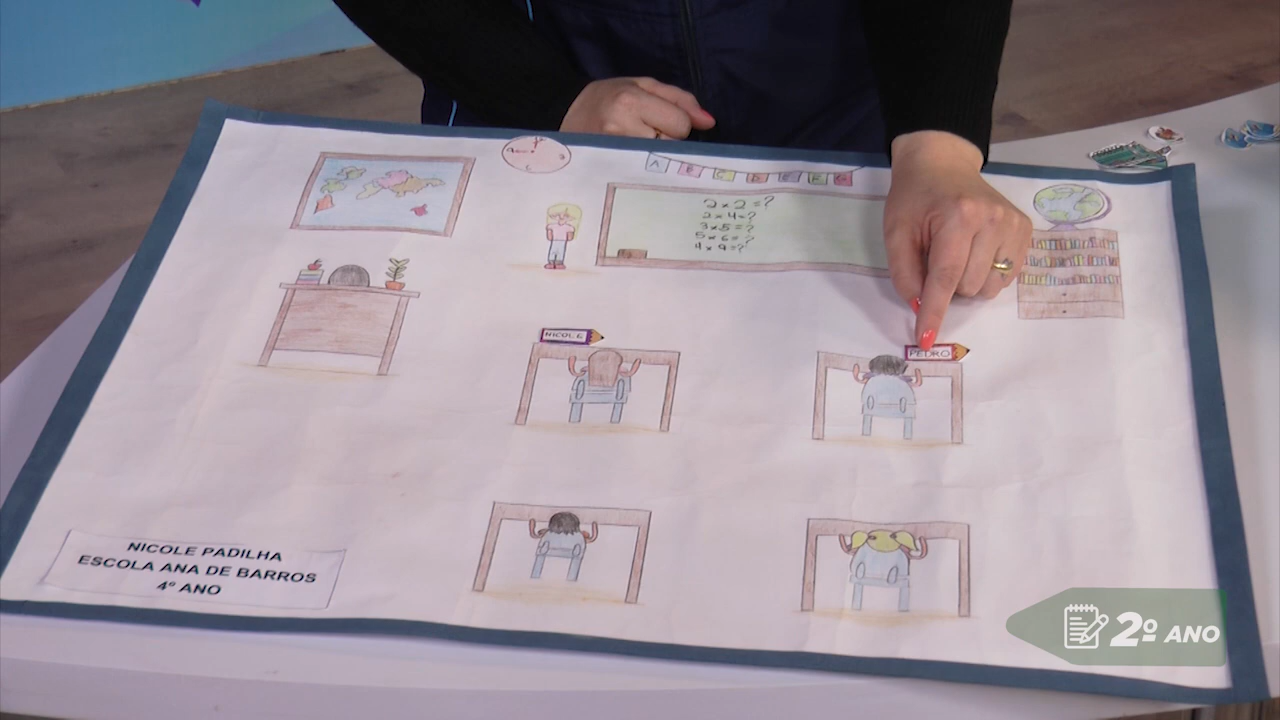 A B C D E F G
2 x 2 = ?
2 x 4 = ?
3 x 5 = ?
5 x 6 = ?
4 x 9 = ?
NICOLE
PEDRO
NICOLE PADILHA
ESCOLA ANA DE BARROS
4º ANO
2º ANO